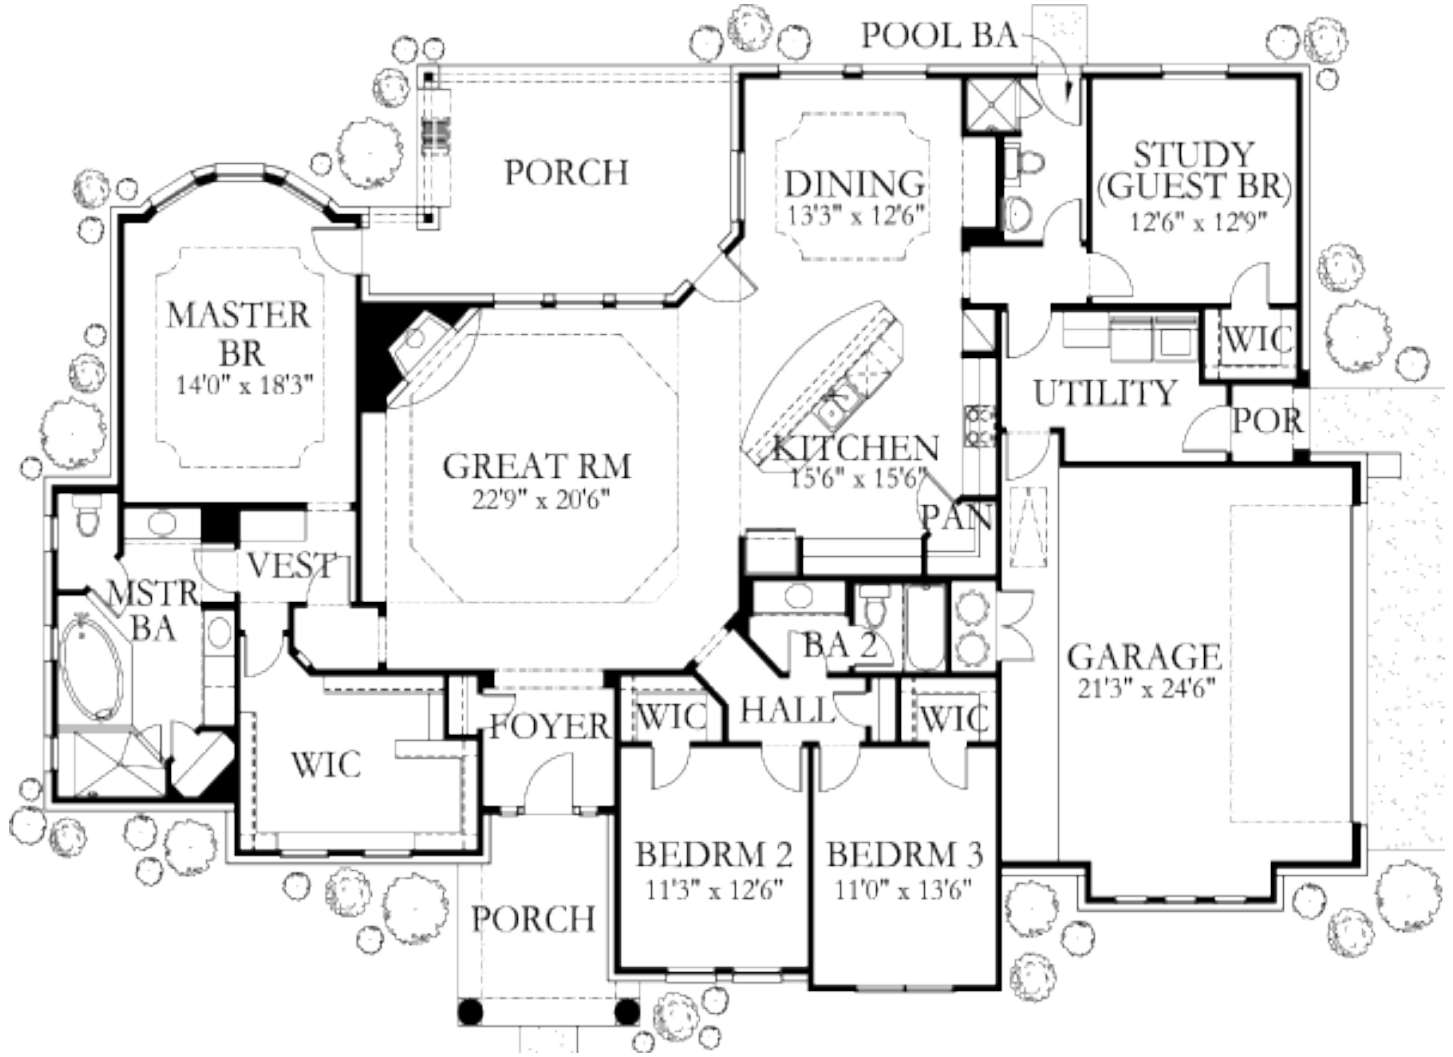 POOL BA
PORCH
DINING
13'3" x 12'6"
STUDY
(GUEST BR)
12'6" x 12'9"
MASTER
BR
14'0" x 18'3"
WIC
UTILITY
POR
GREAT RM
22'9" x 20'6"
KITCHEN
15'6" x 15'6"
PAN
VEST
MSTR
BA
BA 2
GARAGE
21'3" x 24'6"
WIC
FOYER
WIC
HALL
WIC
BEDRM 2
11'3" x 12'6"
BEDRM 3
11'0" x 13'6"
PORCH